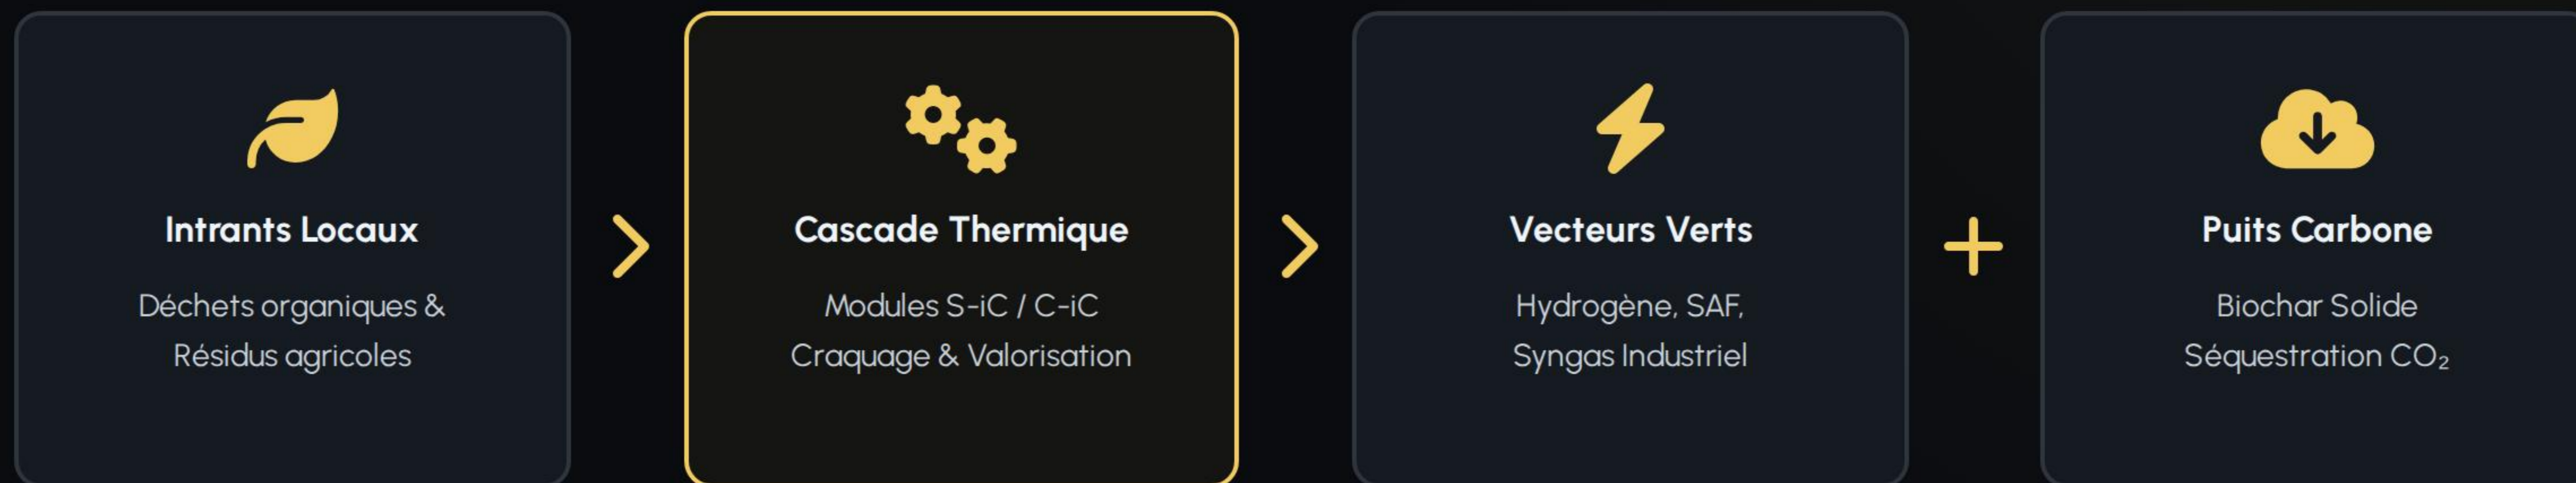 Intrants Locaux
Déchets organiques &
Résidus agricoles
Cascade Thermique
Modules S-iC / C-iC
Craquage & Valorisation
Vecteurs Verts
Hydrogène, SAF,
Syngas Industriel
Puits Carbone
Biochar Solide
Séquestration CO₂